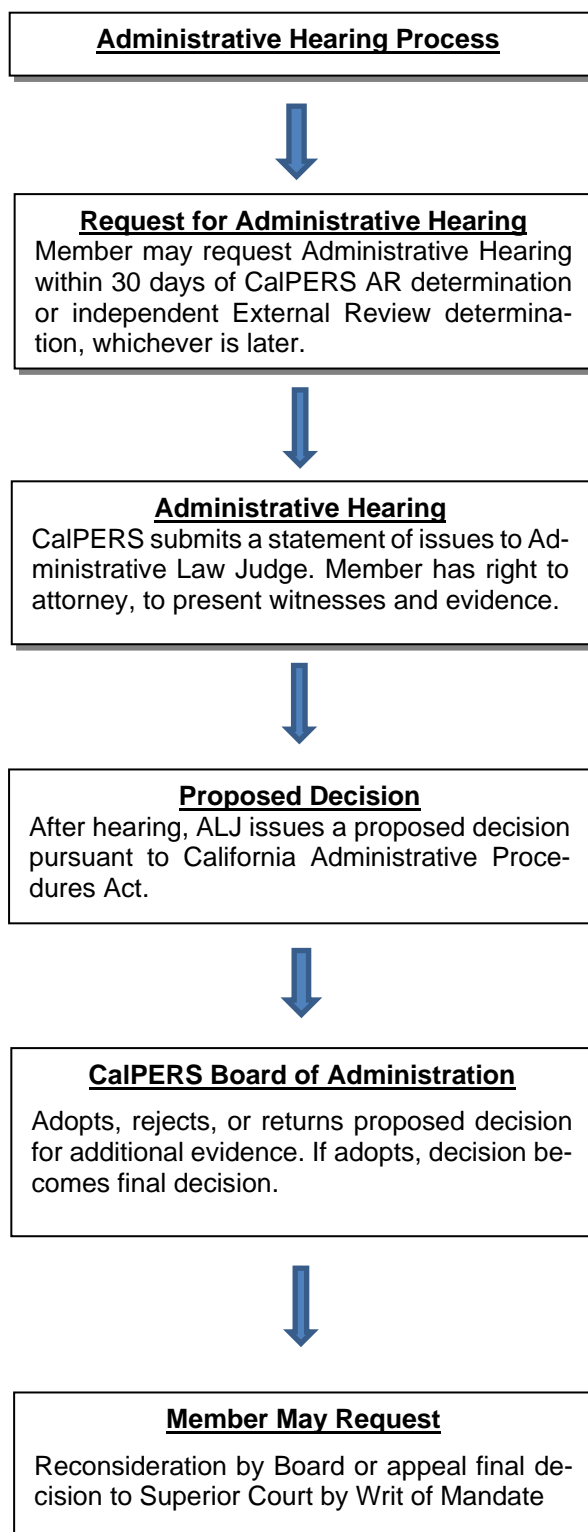 Administrative Hearing Process
Request for Administrative Hearing
Member may request Administrative Hearing
within 30 days of CalPERS AR determination
or independent External Review determina-
tion, whichever is later.
Administrative Hearing
CalPERS submits a statement of issues to Ad-
ministrative Law Judge. Member has right to
attorney, to present witnesses and evidence.
Proposed Decision
After hearing, ALJ issues a proposed decision
pursuant to California Administrative Proce-
dures Act.
CalPERS Board of Administration
Adopts, rejects, or returns proposed decision
for additional evidence. If adopts, decision be-
comes final decision.
Member May Request
Reconsideration by Board or appeal final de-
cision to Superior Court by Writ of Mandate